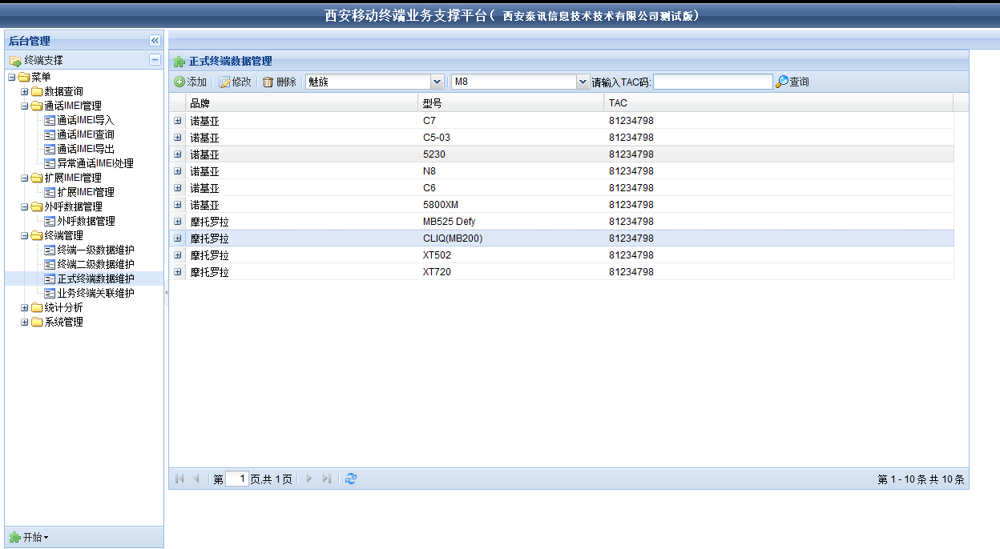 西安移动终端业务支撑平台( 西安泰讯信息技术技术有限公司测试版)
后台管理
终端支撑
菜单
数据查询
通话IMEI管理
通话IMEI导入
通话IMEI查询
通话IMEI导出
异常通话IMEI处理
扩展IMEI管理
扩展IMEI管理
外呼数据管理
外呼数据管理
终端管理
终端一级数据维护
终端二级数据维护
正式终端数据维护
业务终端关联维护
统计分析
系统管理
开始
正式终端数据管理
添加 修改 删除 魅族 M8 请输入TAC码: 查询
品牌 型号 TAC
诺基亚 C7 81234798
诺基亚 C5-03 81234798
诺基亚 5230 81234798
诺基亚 N8 81234798
诺基亚 C6 81234798
诺基亚 5800XM 81234798
摩托罗拉 MB525 Defy 81234798
摩托罗拉 CLIQ(MB200) 81234798
摩托罗拉 XT502 81234798
摩托罗拉 XT720 81234798
第 1 页,共 1 页 第 1 - 10 条 共 10 条